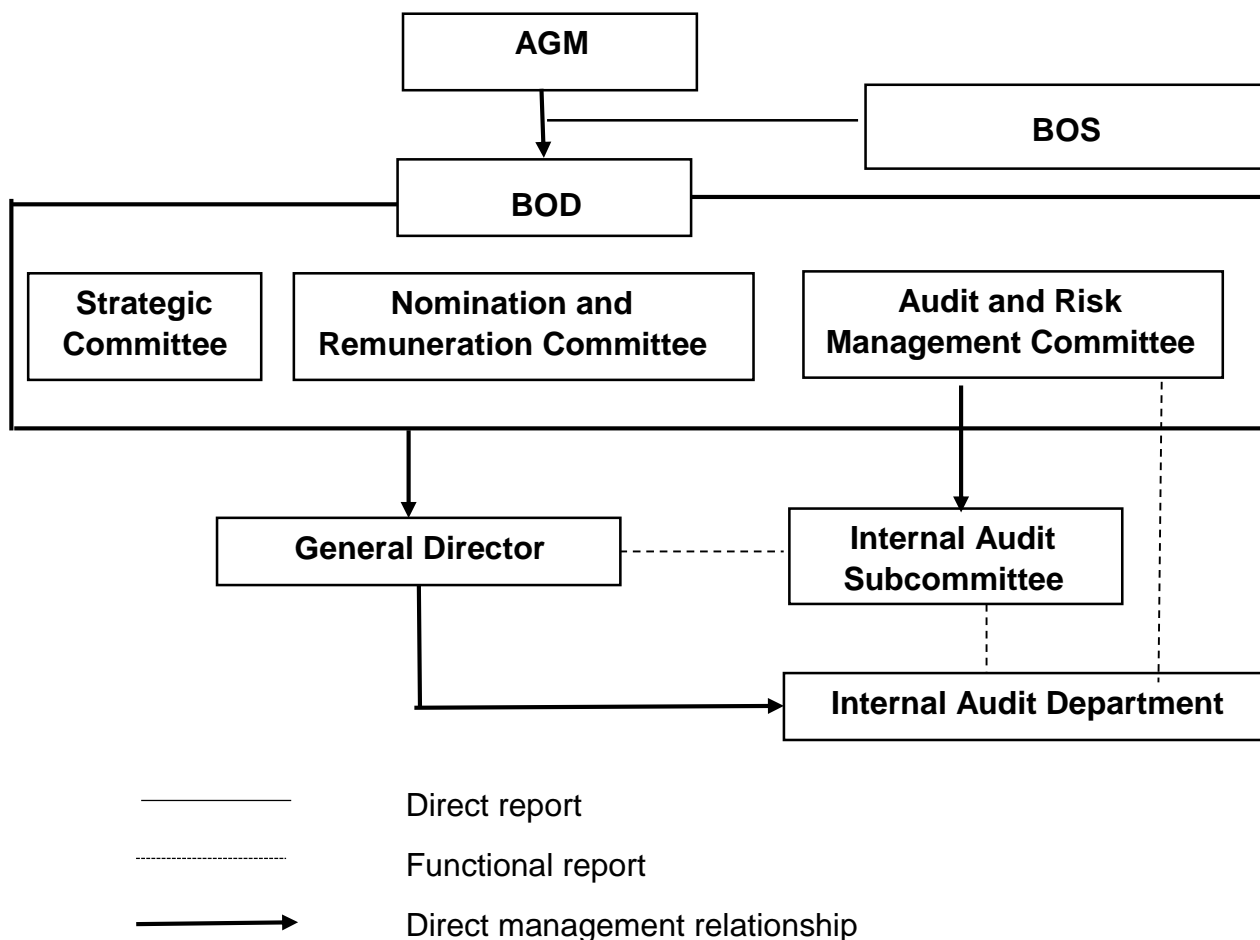 AGM
BOS
BOD
Strategic
Committee
Nomination and
Remuneration Committee
Audit and Risk
Management Committee
General Director
Internal Audit
Subcommittee
Internal Audit Department
Direct report
Functional report
Direct management relationship